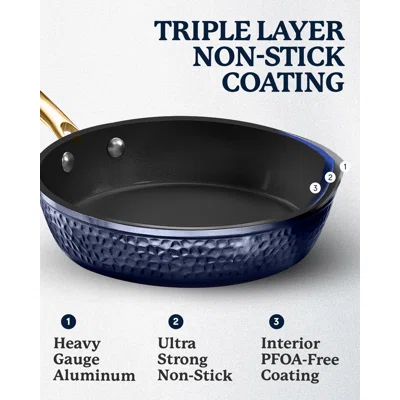 TRIPLE LAYER
NON-STICK
COATING
1
2
3
1
2
3
Heavy
Gauge
Aluminum
Ultra
Strong
Non-Stick
Interior
PFOA-Free
Coating